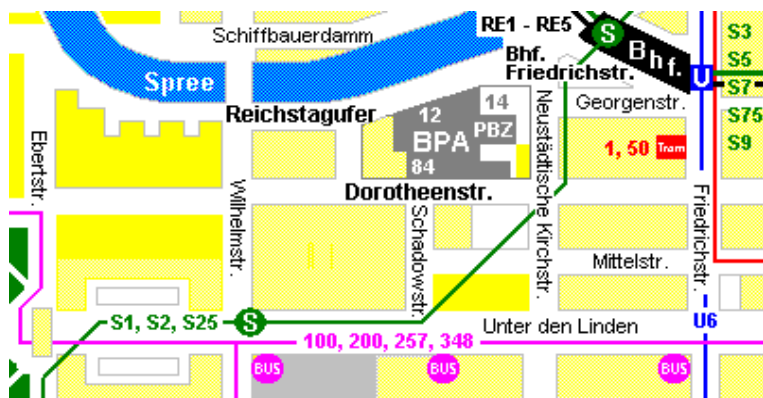 RE1 - RE5
S
S3
Schiffbauerdamm
Bhf.
Bhf.
Friedrichstr.
S5
U
Spree
S7
14
Georgenstr.
Reichstagufer
12
S75
PBZ
BPA
1, 50 Tram
S9
84
Ebertstr.
Wilhelmstr.
Dorotheenstr.
Schadowstr.
Neustädtische Kirchstr.
Friedrichstr.
Mittelstr.
S1, S2, S25
S
Unter den Linden
U6
100, 200, 257, 348
BUS
BUS
BUS